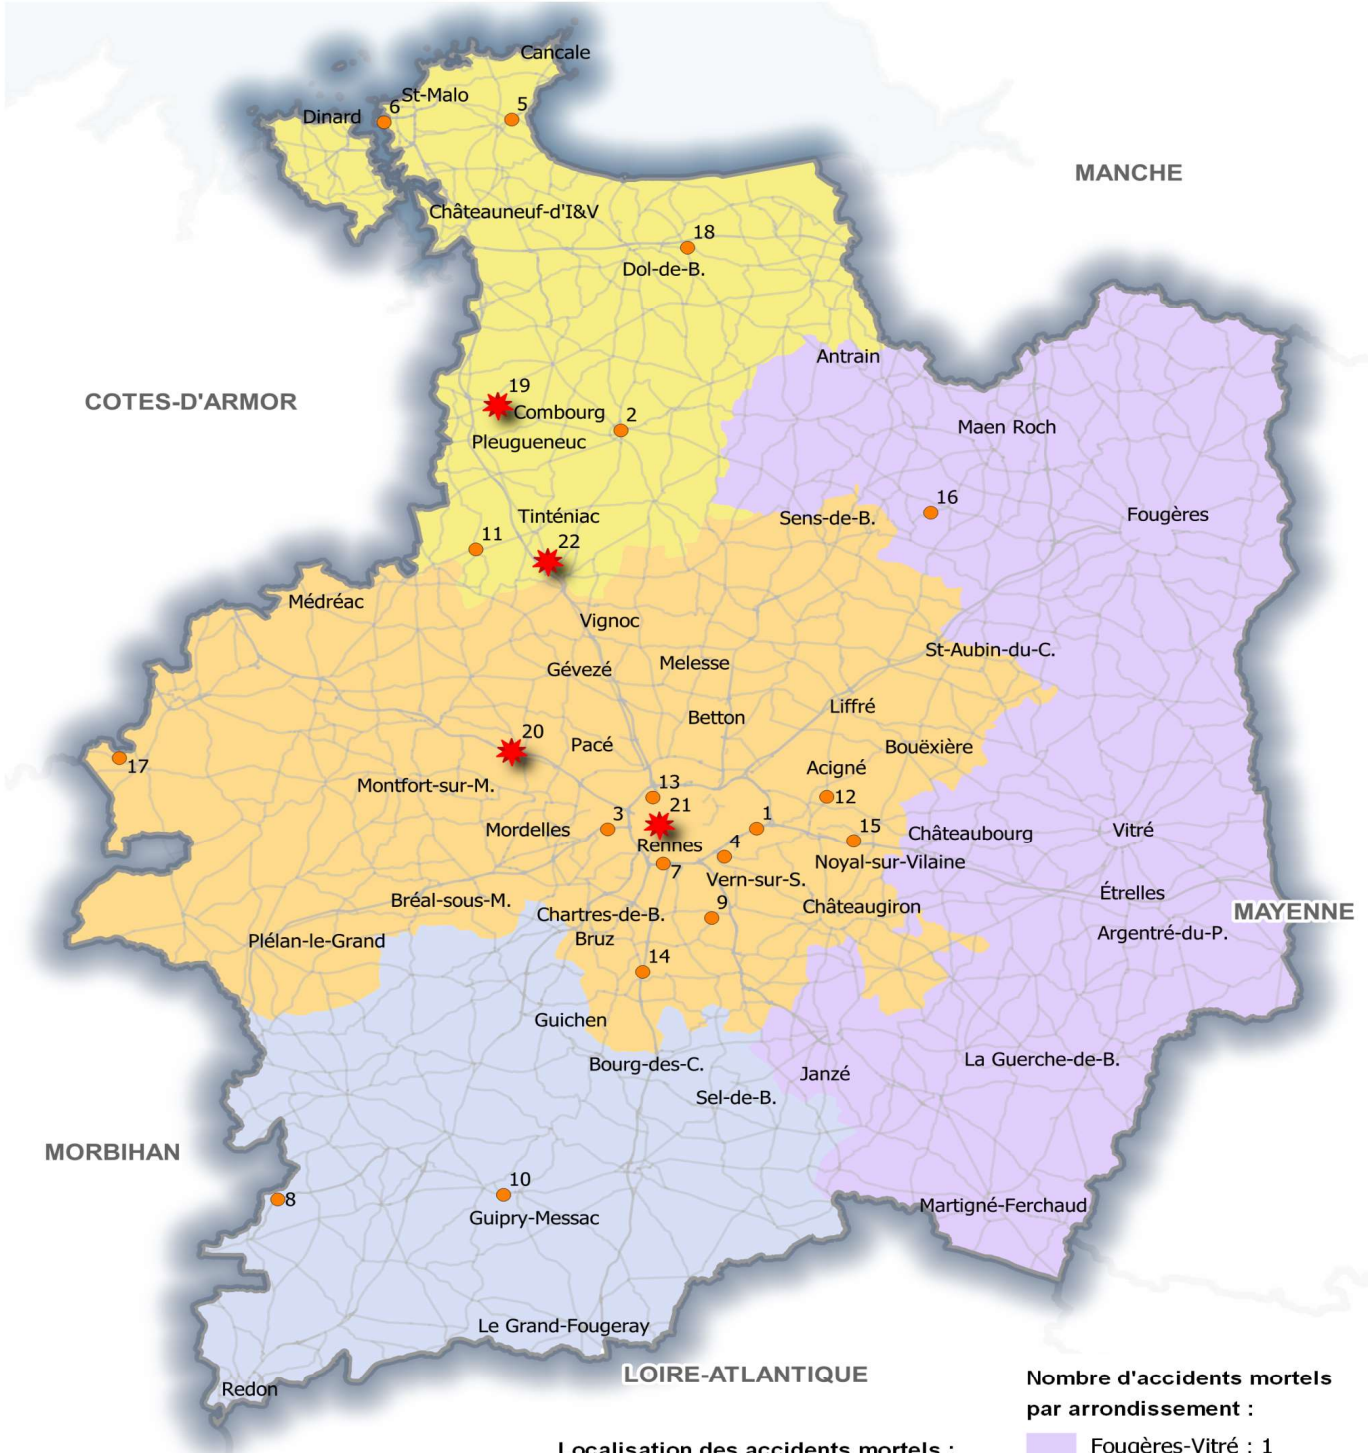 Cancale
St-Malo
6
5
Dinard
MANCHE
Châteauneuf-d'I&V
18
Dol-de-B.
Antrain
19
COTES-D'ARMOR
Combourg
2
Maen Roch
Pleugueneuc
16
Tinténiac
Sens-de-B.
Fougères
11
22
Médréac
Vignoc
St-Aubin-du-C.
Gévezé
Melesse
Liffré
Betton
20
Pacé
Bouëxière
17
Acigné
Montfort-sur-M.
13
12
21
3
1
15
Mordelles
Châteaubourg
Vitré
Rennes
4
Noyal-sur-Vilaine
7
Vern-sur-S.
Étrelles
Bréal-sous-M.
9
Châteaugiron
Chartres-de-B.
MAYENNE
Plélan-le-Grand
Bruz
Argentré-du-P.
14
Guichen
Bourg-des-C.
La Guerche-de-B.
Janzé
Sel-de-B.
MORBIHAN
10
8
Guipry-Messac
Martigné-Ferchaud
Le Grand-Fougeray
LOIRE-ATLANTIQUE
Redon
Nombre d'accidents mortels
par arrondissement :
Localisation des accidents mortels :
Fougères-Vitré : 1